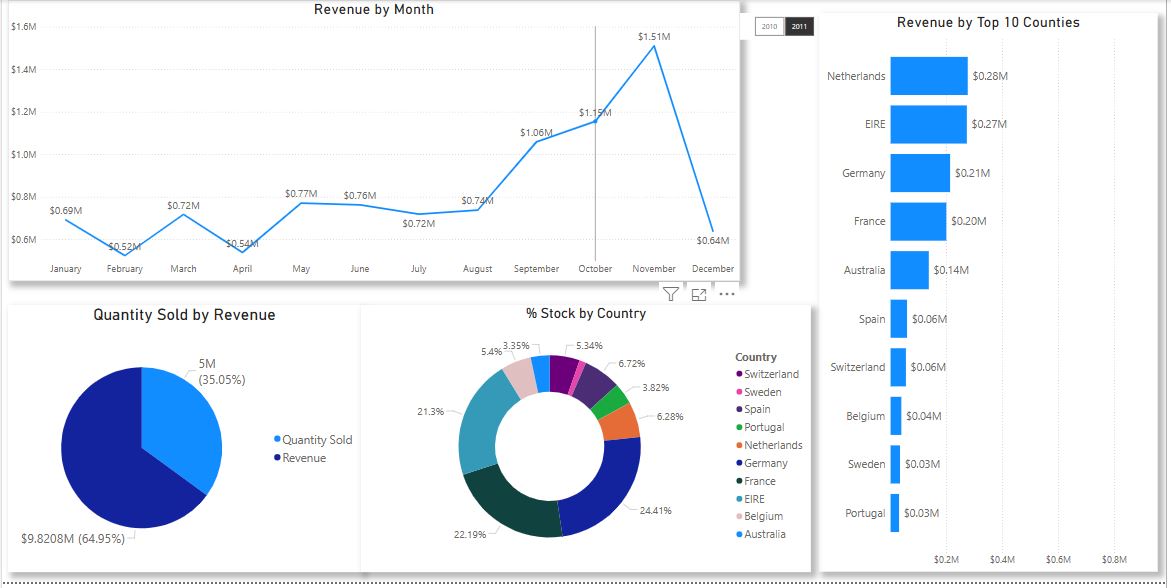 Revenue by Month
$1.6M
$1.4M
$1.2M
$1.0M
$0.8M
$0.6M
$0.69M
$0.52M
$0.72M
$0.54M
$0.77M
$0.76M
$0.72M
$0.74M
$1.06M
$1.15M
$1.51M
$0.64M
January February March April May June July August September October November December
2010 2011
Quantity Sold by Revenue
5M
(35.05%)
$9.8208M (64.95%)
Quantity Sold
Revenue
% Stock by Country
5.34%
6.72%
3.82%
6.28%
24.41%
22.19%
21.3%
5.4%
3.35%
Country
Switzerland
Sweden
Spain
Portugal
Netherlands
Germany
France
EIRE
Belgium
Australia
Revenue by Top 10 Counties
Netherlands $0.28M
EIRE $0.27M
Germany $0.21M
France $0.20M
Australia $0.14M
Spain $0.06M
Switzerland $0.06M
Belgium $0.04M
Sweden $0.03M
Portugal $0.03M
$0.2M $0.4M $0.6M $0.8M